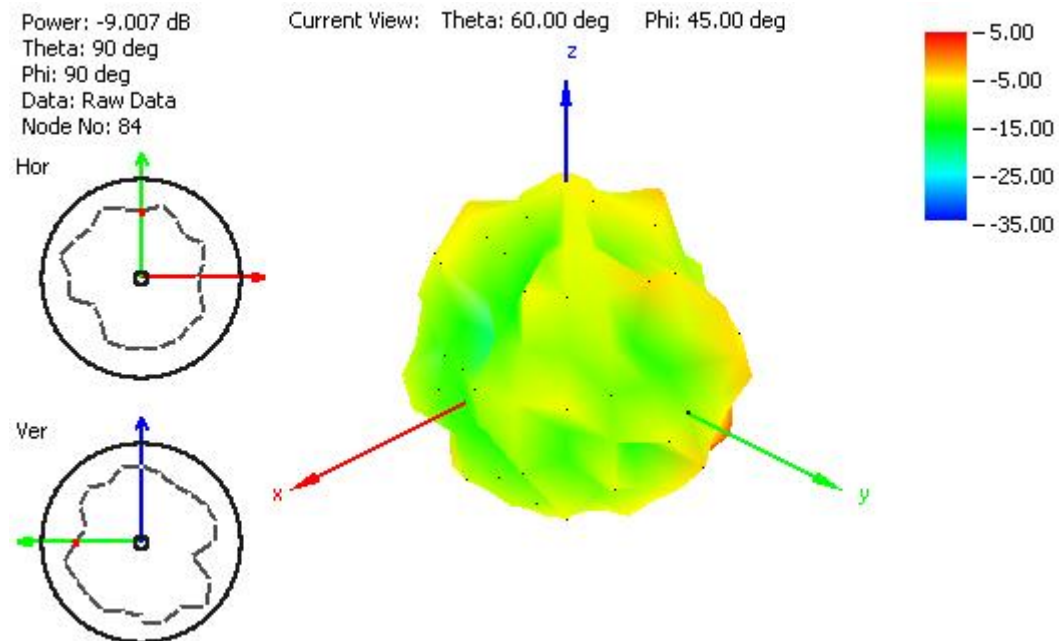 Power: -9.007 dB
Theta: 90 deg
Phi: 90 deg
Data: Raw Data
Node No: 84
Current View: Theta: 60.00 deg Phi: 45.00 deg
Hor
Ver
z
x
y
- 5.00
- -5.00
- -15.00
- -25.00
- -35.00